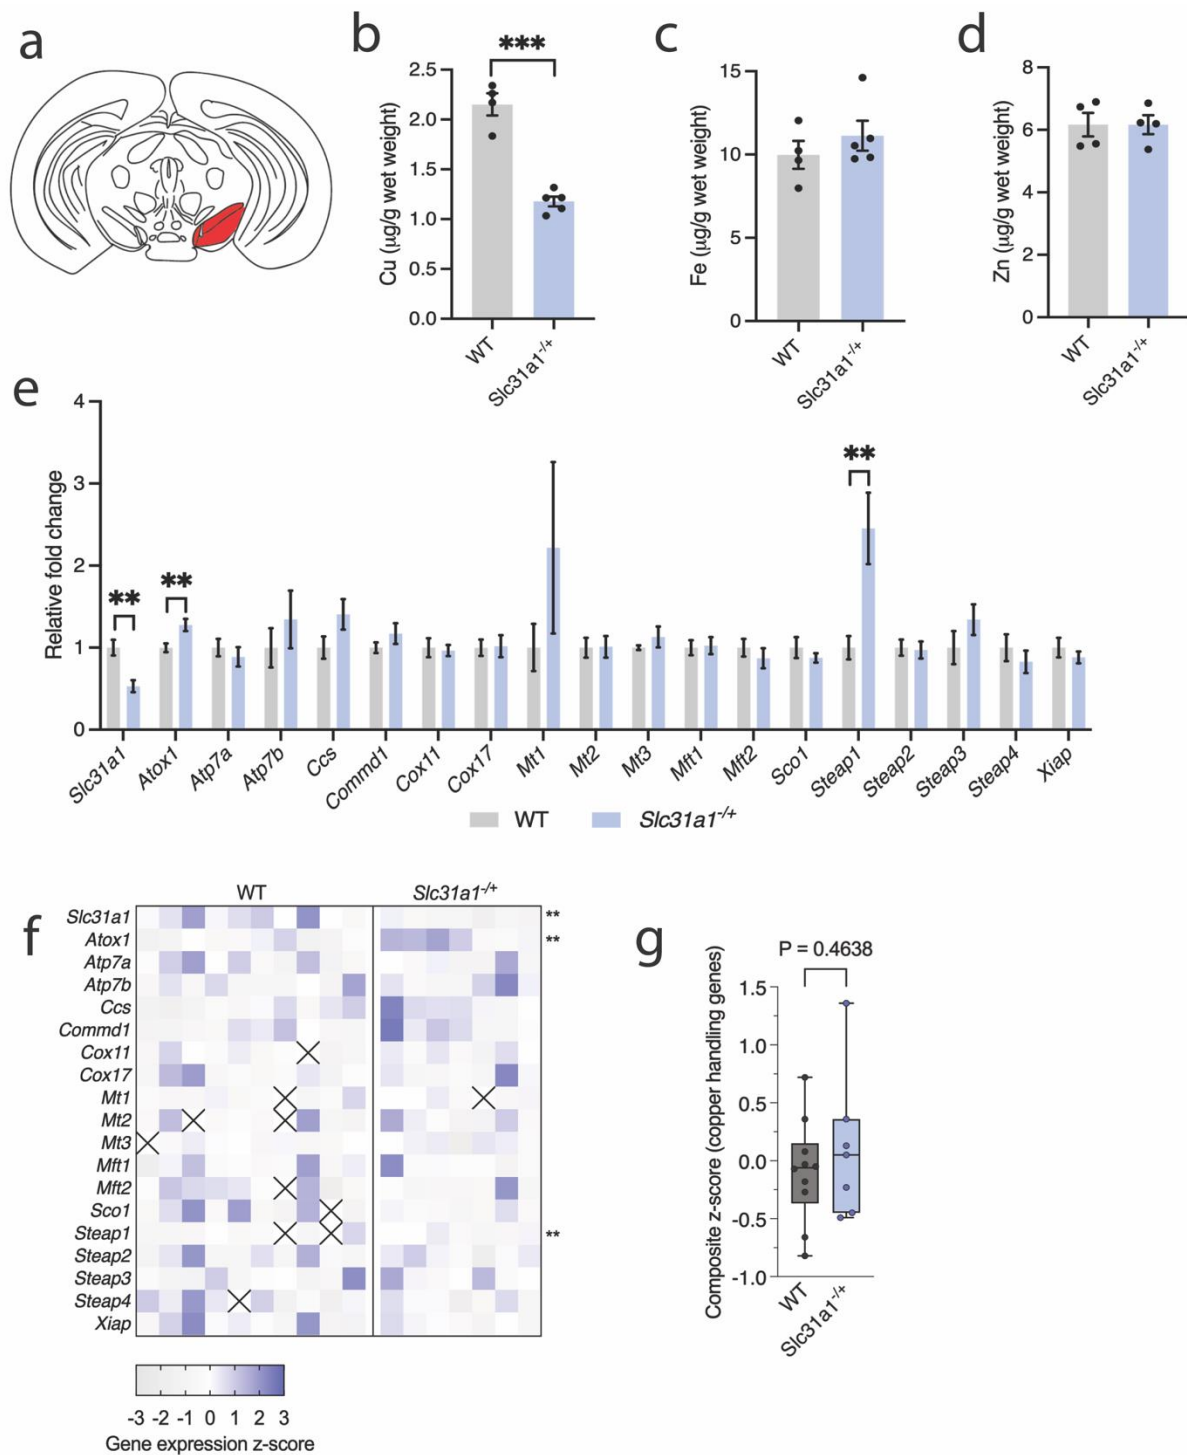 a
b
***
Cu (µg/g wet weight)
2.5
2.0
1.2
1.0
0.5
0.0
WT
Slc31a1-/+
c
Fe (µg/g wet weight)
15
10
5
0
WT
Slc31a1-/+
d
Zn (µg/g wet weight)
8
6
4
2
0
WT
Slc31a1-/+
e
Relative fold change
4
3
2
1
0
**
**
**
Slc31a1
Atox1
Atp7a
Atp7b
Ccs
Commd1
Cox11
Cox17
Mt1
Mt2
Mt3
Mft1
Mft2
Sco1
Steap1
Steap2
Steap3
Steap4
Xiap
WT
Slc31a1-/+
f
WT
Slc31a1-/+
Slc31a1 **
Atox1 **
Atp7a
Atp7b
Ccs
Commd1
Cox11
Cox17
Mt1
Mt2
Mt3
Mft1
Mft2
Sco1
Steap1 **
Steap2
Steap3
Steap4
Xiap
-3 -2 -1 0 1 2 3
Gene expression z-score
g
P = 0.4638
Composite z-score (copper handling genes)
1.5
1.0
0.5
0.0
-0.5
-1.0
WT
Slc31a1-/+